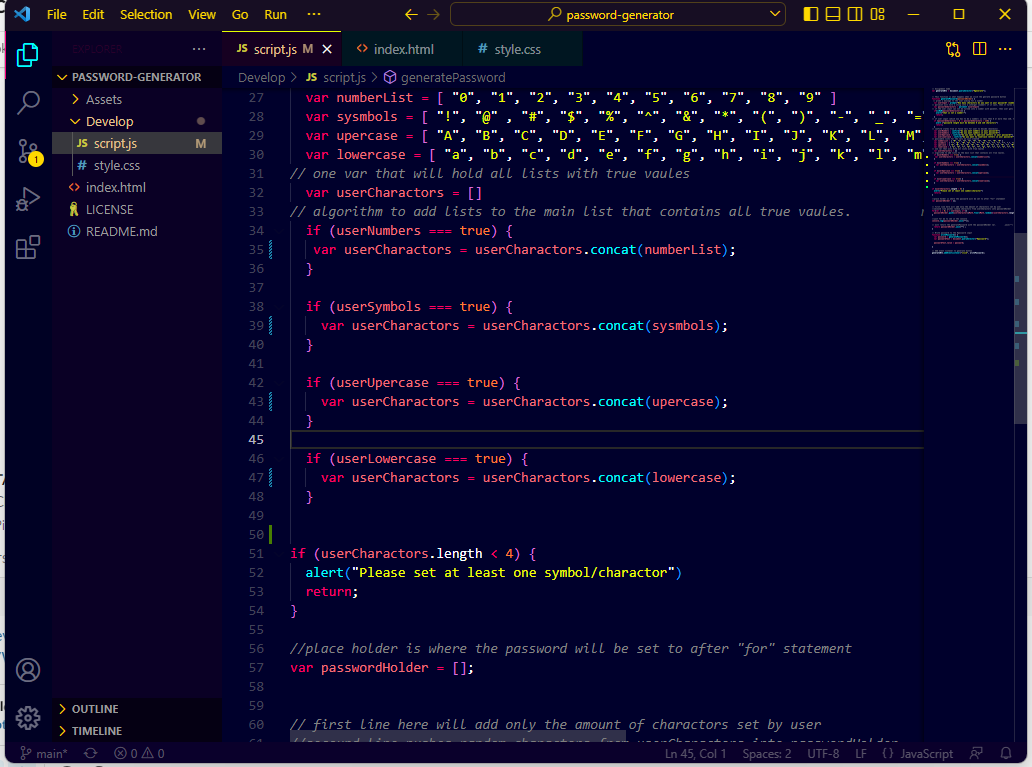 File Edit Selection View Go Run ··· password-generator
EXPLORER ···
PASSWORD-GENERATOR
Assets
Develop
JS script.js M
# style.css
<> index.html
LICENSE
README.md
OUTLINE
TIMELINE
JS script.js M × <> index.html # style.css ···
Develop > JS script.js > generatePassword
27 var numberList = [ "0", "1", "2", "3", "4", "5", "6", "7", "8", "9" ]
28 var sysmbols = [ "!", "@" , "#", "$", "%", "^", "&", "*", "(", ")", "-", "_", "=
29 var upercase = [ "A", "B", "C", "D", "E", "F", "G", "H", "I", "J", "K", "L", "M"
30 var lowercase = [ "a", "b", "c", "d", "e", "f", "g", "h", "i", "j", "k", "l", "m
31 // one var that will hold all lists with true vaules
32 var userCharactors = []
33 // algorithm to add lists to the main list that contains all true vaules.
34 if (userNumbers === true) {
35 var userCharactors = userCharactors.concat(numberList);
36 }
37
38 if (userSymbols === true) {
39 var userCharactors = userCharactors.concat(sysmbols);
40 }
41
42 if (userUpercase === true) {
43 var userCharactors = userCharactors.concat(upercase);
44 }
45
46 if (userLowercase === true) {
47 var userCharactors = userCharactors.concat(lowercase);
48 }
49
50
51 if (userCharactors.length < 4) {
52 alert("Please set at least one symbol/charactor")
53 return;
54 }
55
56 //place holder is where the password will be set to after "for" statement
57 var passwordHolder = [];
58
59
60 // first line here will add only the amount of charactors set by user
main* 0 0 Ln 45, Col 1 Spaces: 2 UTF-8 LF {} JavaScript
1